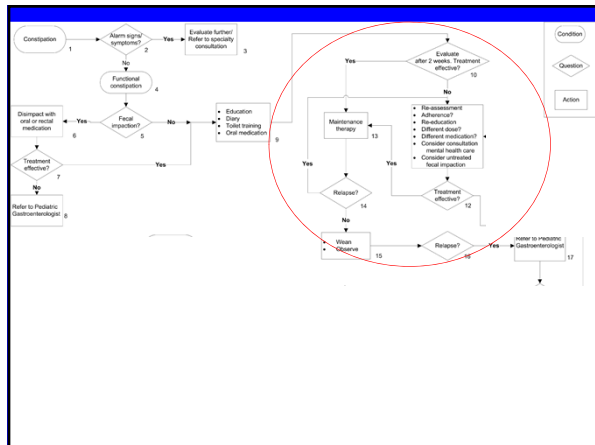 Constipation
1
Alarm signs/
symptoms?
2
Yes
Evaluate further/
Refer to specialty
consultation
3
No
Functional
constipation
4
Fecal
impaction?
5
Yes
Disimpact with
oral or rectal
medication
6
Treatment
effective?
7
No
Refer to Pediatric
Gastroenterologist
8
Yes
No
• Education
• Diary
• Toilet training
• Oral medication
9
Evaluate
after 2 weeks. Treatment
effective?
10
Yes
No
• Re-assessment
• Adherence?
• Re-education
• Different dose?
• Different medication?
• Consider consultation
mental health care
• Consider untreated
fecal impaction
Treatment
effective?
12
Yes
Maintenance
therapy
13
Relapse?
14
Yes
No
• Wean
• Observe
15
Relapse?
16
Yes
Refer to Pediatric
Gastroenterologist
17
Condition
Question
Action